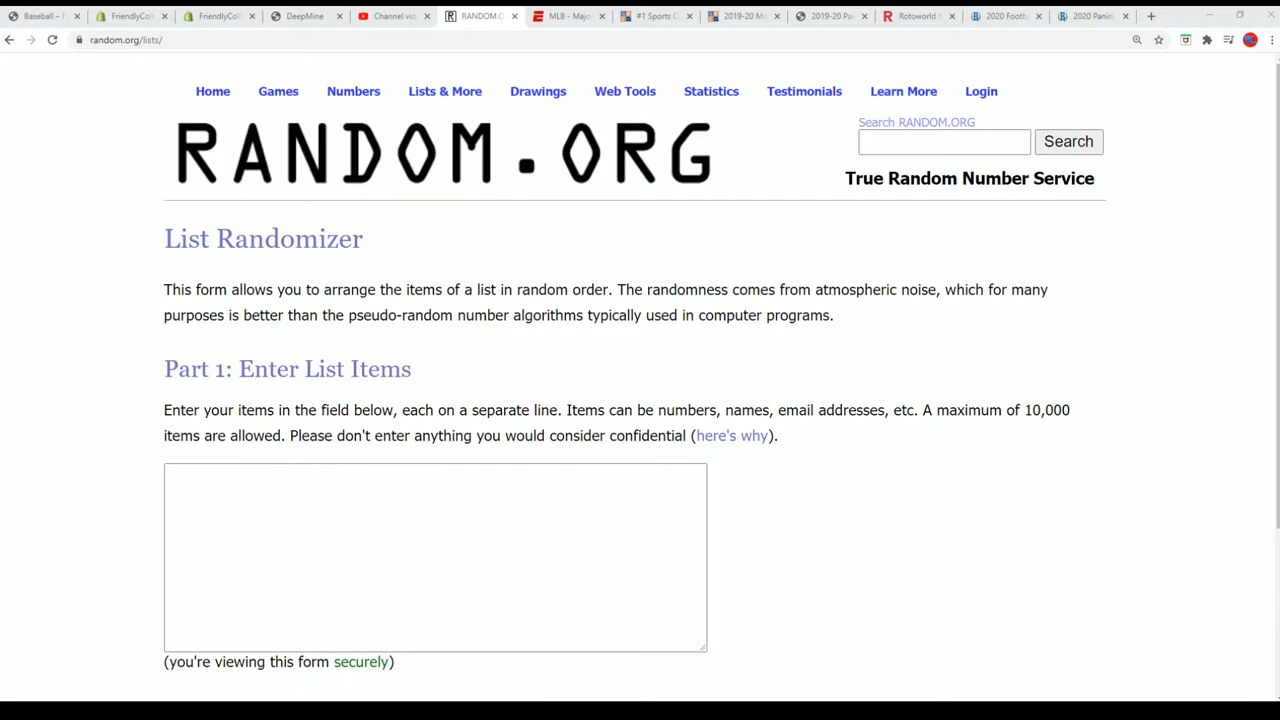 Baseball – F
FriendlyColl
FriendlyColl
DeepMine
Channel vide
RANDOM.O
MLB - Major
#1 Sports C
2019-20 M
2019-20 Pan
Rotoworld
2020 Footb
2020 Panini
random.org/lists/
Home Games Numbers Lists & More Drawings Web Tools Statistics Testimonials Learn More Login
RANDOM.ORG
Search RANDOM.ORG
Search
True Random Number Service
List Randomizer
This form allows you to arrange the items of a list in random order. The randomness comes from atmospheric noise, which for many
purposes is better than the pseudo-random number algorithms typically used in computer programs.
Part 1: Enter List Items
Enter your items in the field below, each on a separate line. Items can be numbers, names, email addresses, etc. A maximum of 10,000
items are allowed. Please don't enter anything you would consider confidential (here's why).
(you're viewing this form securely)